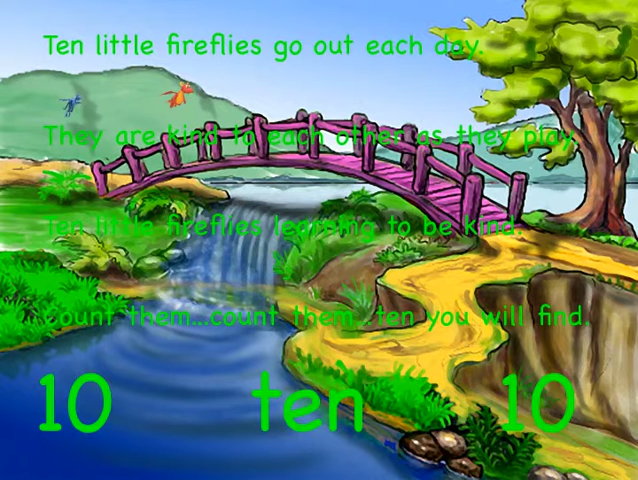 Ten little fireflies go out each day.
They are kind to each other as they play.
Ten little fireflies learning to be kind.
Count them...count them...ten you will find.
10 ten 10